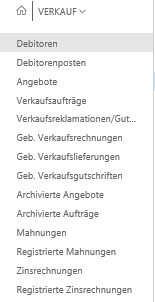 VERKAUF
Debitoren
Debitorenposten
Angebote
Verkaufsaufträge
Verkaufsreklamationen/Gut...
Geb. Verkaufsrechnungen
Geb. Verkaufslieferungen
Geb. Verkaufsgutschriften
Archivierte Angebote
Archivierte Aufträge
Mahnungen
Registrierte Mahnungen
Zinsrechnungen
Registrierte Zinsrechnungen